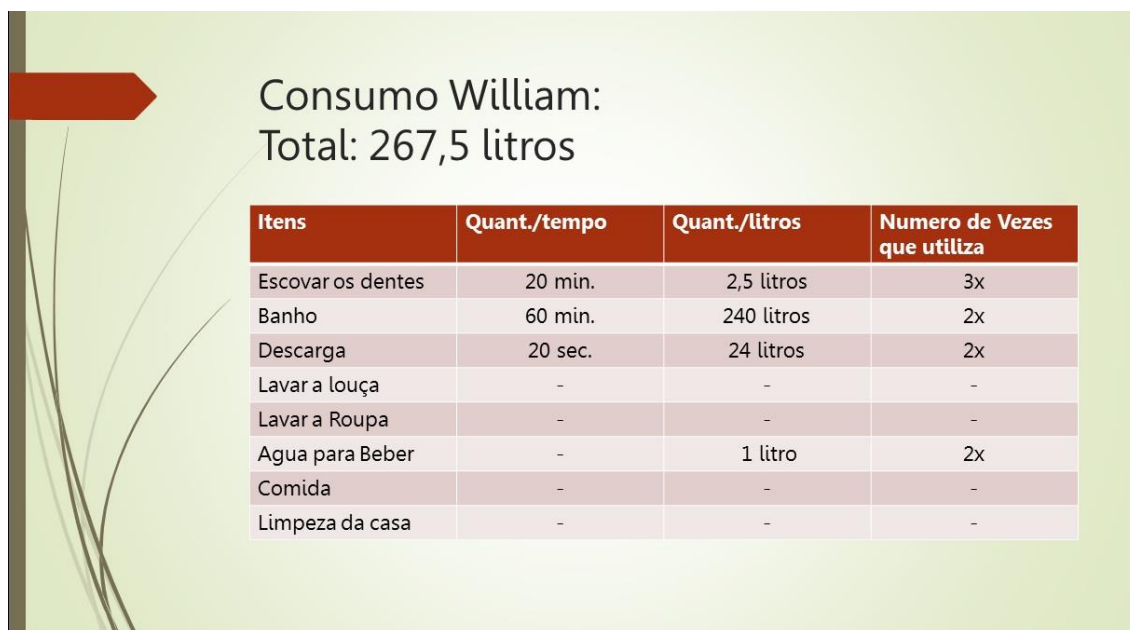 Consumo William:
Total: 267,5 litros
Itens Quant./tempo Quant./litros Numero de Vezes que utiliza
Escovar os dentes 20 min. 2,5 litros 3x
Banho 60 min. 240 litros 2x
Descarga 20 sec. 24 litros 2x
Lavar a louça - - -
Lavar a Roupa - - -
Agua para Beber - 1 litro 2x
Comida - - -
Limpeza da casa - - -